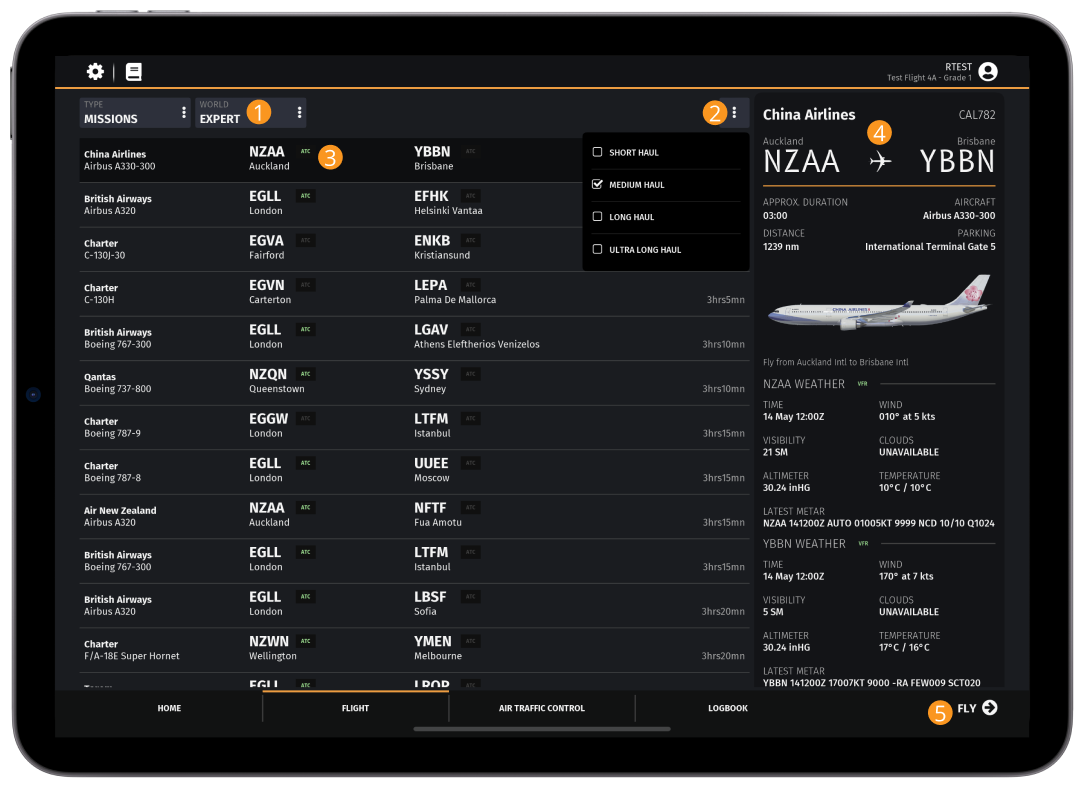 RTEST
Test Flight 4A - Grade 1
TYPE
MISSIONS
WORLD
EXPERT
1
2
SHORT HAUL
MEDIUM HAUL
LONG HAUL
ULTRA LONG HAUL
China Airlines
Airbus A330-300
NZAA ATC
Auckland
3
YBBN ATC
Brisbane
British Airways
Airbus A320
EGLL ATC
London
EFHK ATC
Helsinki Vantaa
Charter
C-130J-30
EGVA ATC
Fairford
ENKB ATC
Kristiansund
Charter
C-130H
EGVN ATC
Carterton
LEPA ATC
Palma De Mallorca
3hrs5mn
British Airways
Boeing 767-300
EGLL ATC
London
LGAV ATC
Athens Eleftherios Venizelos
3hrs10mn
Qantas
Boeing 737-800
NZQN ATC
Queenstown
YSSY ATC
Sydney
3hrs10mn
Charter
Boeing 787-9
EGGW ATC
London
LTFM ATC
Istanbul
3hrs15mn
Charter
Boeing 787-8
EGLL ATC
London
UUEE ATC
Moscow
3hrs15mn
Air New Zealand
Airbus A320
NZAA ATC
Auckland
NFTF ATC
Fua Amotu
3hrs15mn
British Airways
Boeing 767-300
EGLL ATC
London
LTFM ATC
Istanbul
3hrs15mn
British Airways
Airbus A320
EGLL ATC
London
LBSF ATC
Sofia
3hrs20mn
Charter
F/A-18E Super Hornet
NZWN ATC
Wellington
YMEN ATC
Melbourne
3hrs20mn
EGLL ATC
LROP ATC
China Airlines
CAL782
4
Auckland
Brisbane
NZAA
YBBN
APPROX. DURATION
AIRCRAFT
03:00
Airbus A330-300
DISTANCE
PARKING
1239 nm
International Terminal Gate 5
CHINA AIRLINES
Fly from Auckland Intl to Brisbane Intl
NZAA WEATHER VFR
TIME
WIND
14 May 12:00Z
010° at 5 kts
VISIBILITY
CLOUDS
21 SM
UNAVAILABLE
ALTIMETER
TEMPERATURE
30.24 inHG
10°C / 10°C
LATEST METAR
NZAA 141200Z AUTO 01005KT 9999 NCD 10/10 Q1024
YBBN WEATHER VFR
TIME
WIND
14 May 12:00Z
170° at 7 kts
VISIBILITY
CLOUDS
5 SM
UNAVAILABLE
ALTIMETER
TEMPERATURE
30.24 inHG
17°C / 16°C
LATEST METAR
YBBN 141200Z 17007KT 9000 -RA FEW009 SCT020
HOME
FLIGHT
AIR TRAFFIC CONTROL
LOGBOOK
5
FLY